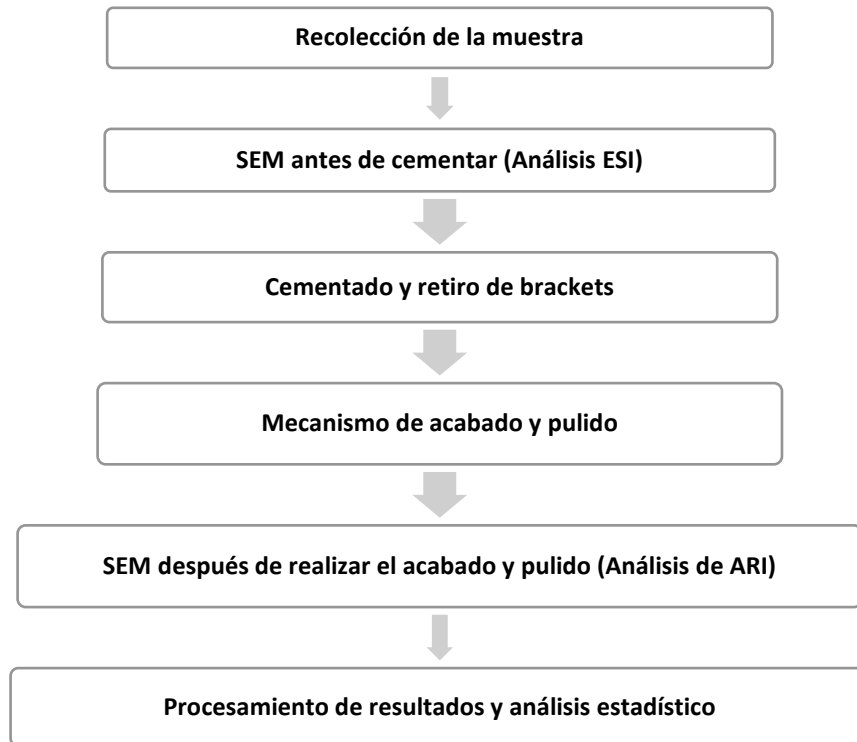 Recolección de la muestra
SEM antes de cementar (Análisis ESI)
Cementado y retiro de brackets
Mecanismo de acabado y pulido
SEM después de realizar el acabado y pulido (Análisis de ARI)
Procesamiento de resultados y análisis estadístico